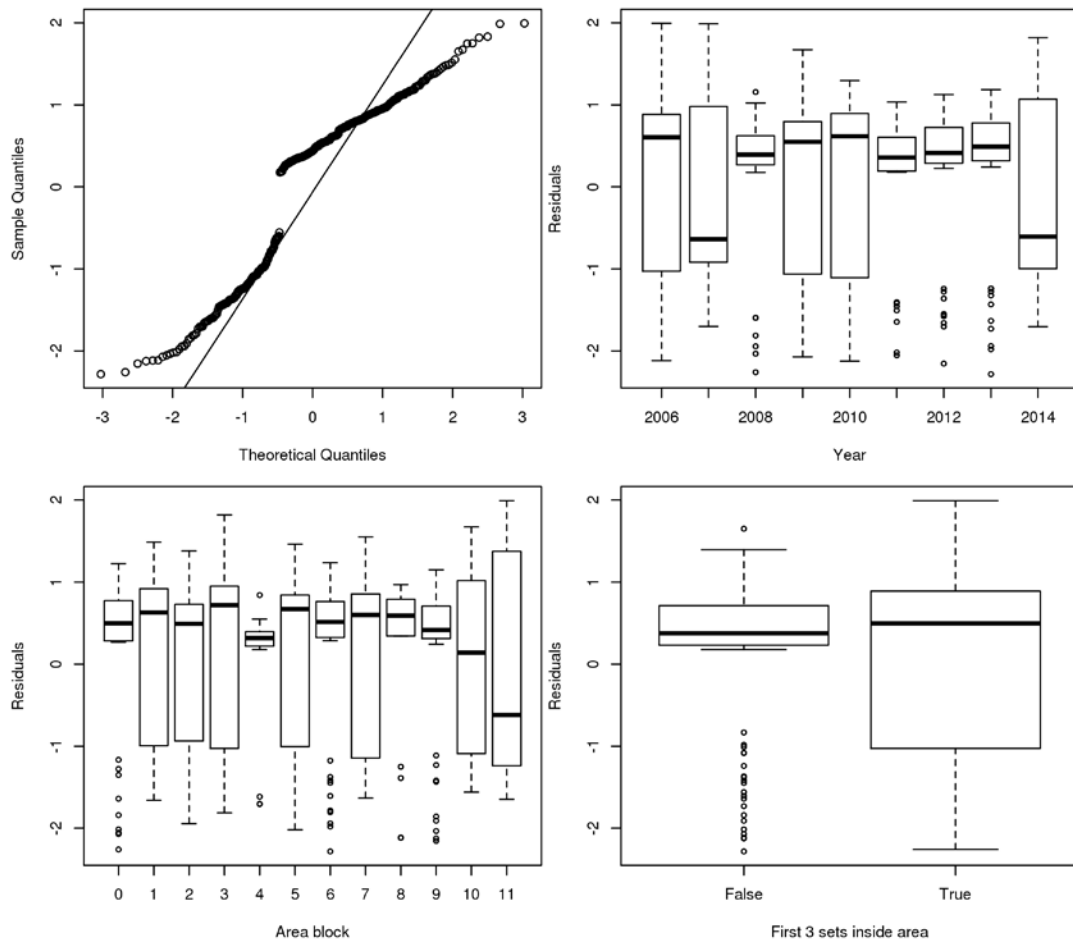 2
1
0
-1
-2
Sample Quantiles
-3 -2 -1 0 1 2 3
Theoretical Quantiles
2
1
0
-1
-2
Residuals
2006 2008 2010 2012 2014
Year
2
1
0
-1
-2
Residuals
0 1 2 3 4 5 6 7 8 9 10 11
Area block
2
1
0
-1
-2
Residuals
False True
First 3 sets inside area